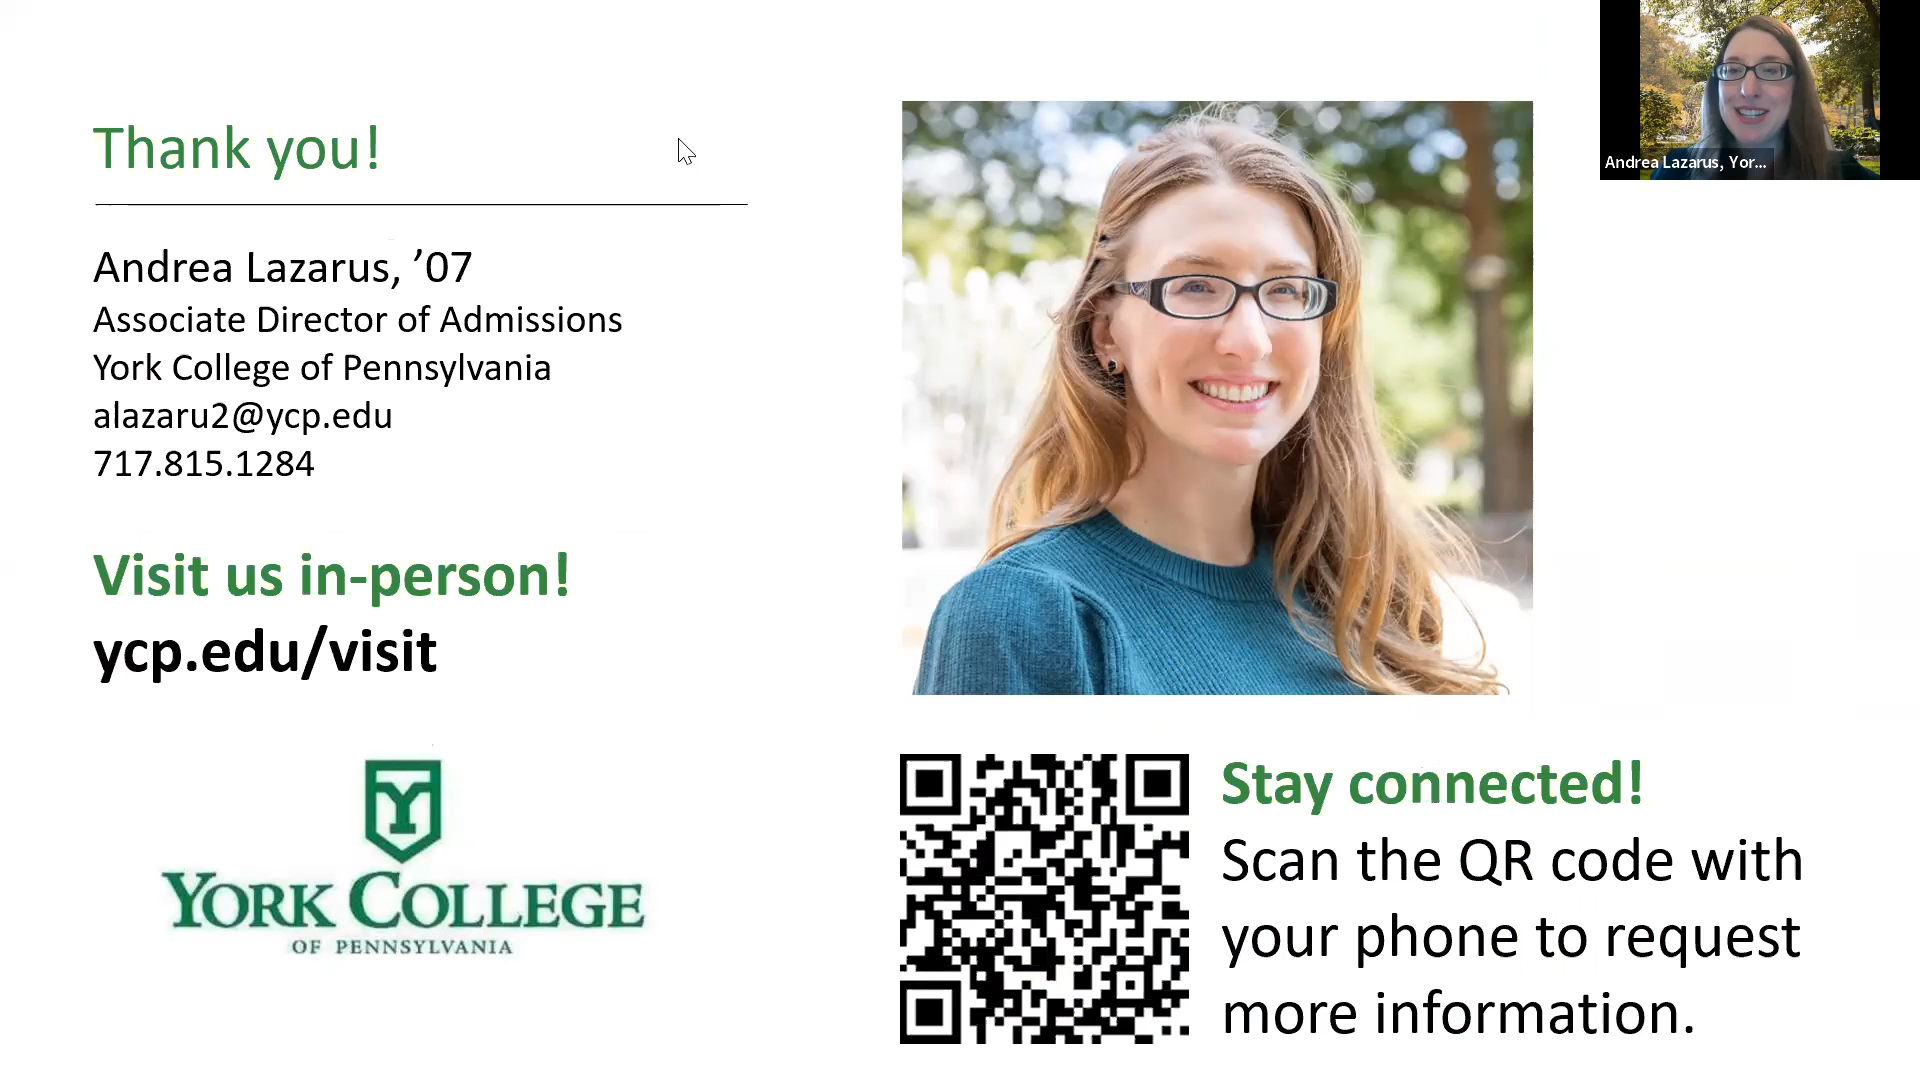 Thank you!
Andrea Lazarus, ’07
Associate Director of Admissions
York College of Pennsylvania
alazaru2@ycp.edu
717.815.1284
Visit us in-person!
ycp.edu/visit
YORK COLLEGE
OF PENNSYLVANIA
Andrea Lazarus, Yor...
Stay connected!
Scan the QR code with
your phone to request
more information.